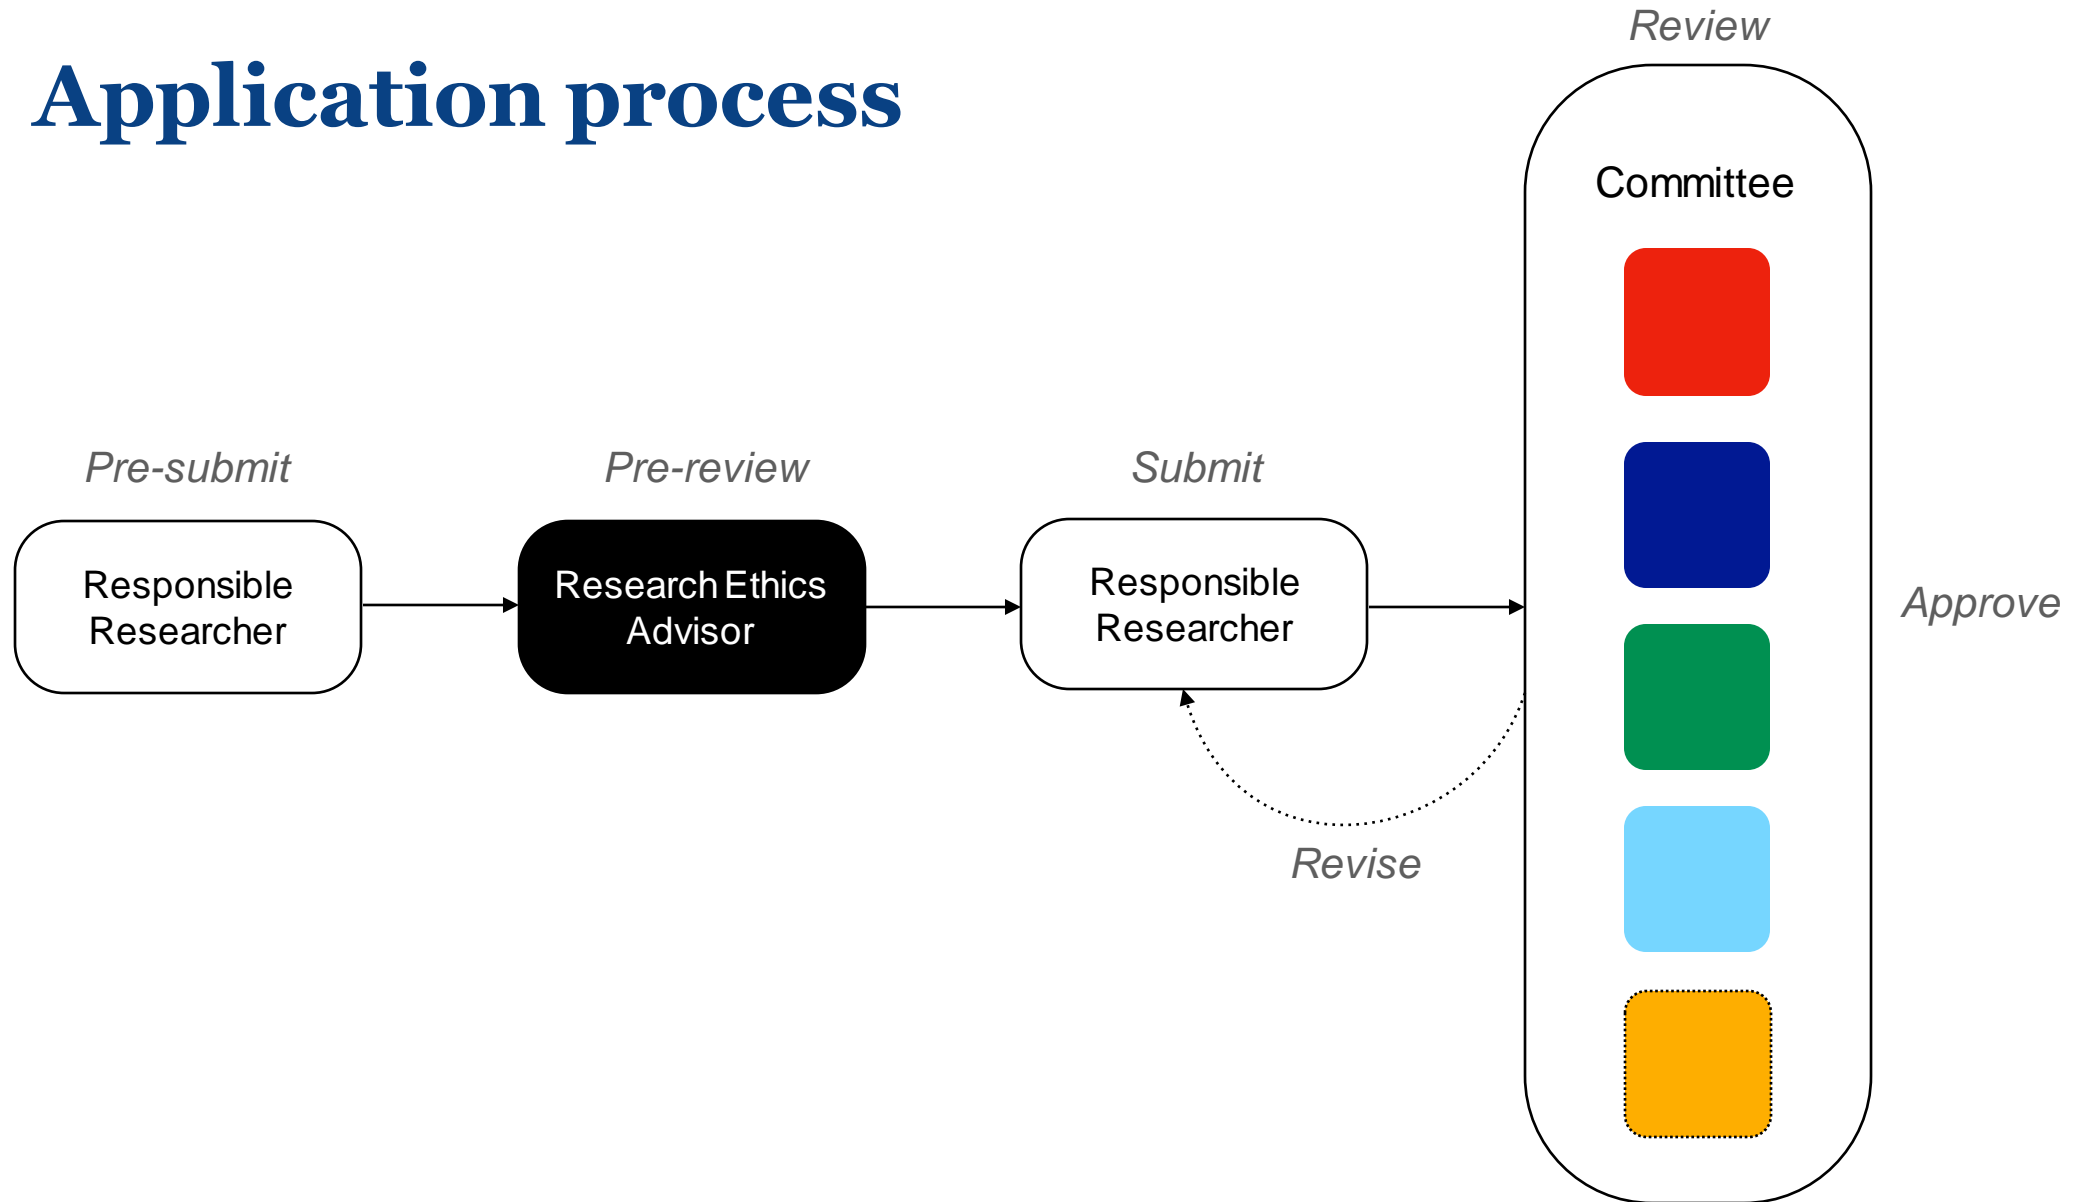 Application process
Pre-submit
Responsible
Researcher
Pre-review
Research Ethics
Advisor
Submit
Responsible
Researcher
Revise
Review
Committee
Approve